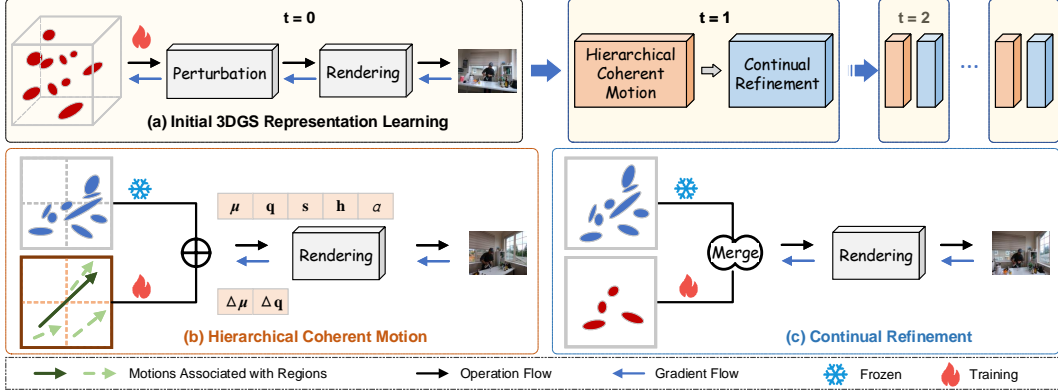 t = 0
Perturbation
Rendering
(a) Initial 3DGS Representation Learning
t = 1
Hierarchical
Coherent
Motion
Continual
Refinement
t = 2
...
μ q s h α
Rendering
Δμ Δq
(b) Hierarchical Coherent Motion
Merge
Rendering
(c) Continual Refinement
Motions Associated with Regions
Operation Flow
Gradient Flow
Frozen
Training